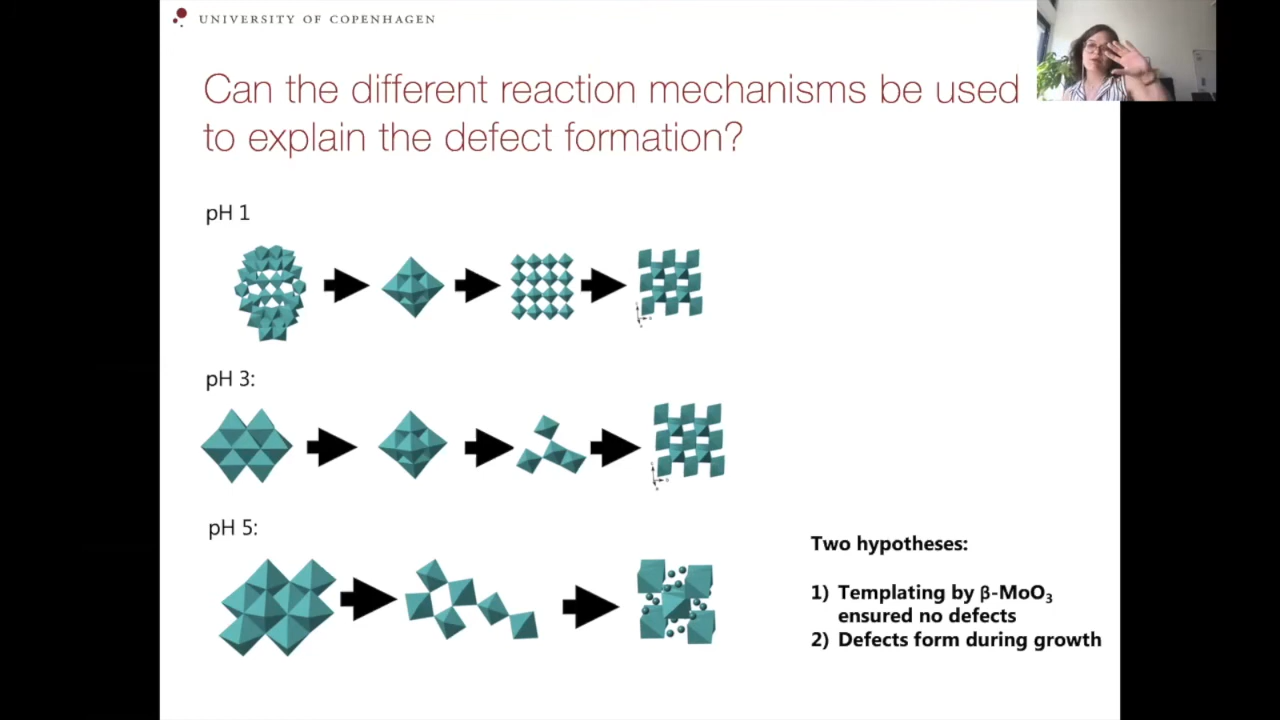 UNIVERSITY OF COPENHAGEN
Can the different reaction mechanisms be used
to explain the defect formation?
pH 1
pH 3:
pH 5:
Two hypotheses:
1) Templating by β-MoO₃
ensured no defects
2) Defects form during growth